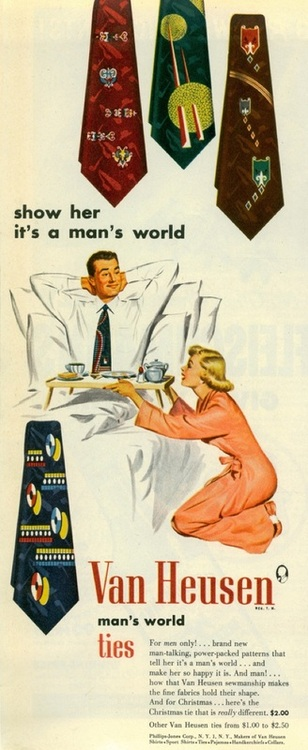 show her
it's a man's world
Van Heusen
REG. T. M.
man's world
ties
For men only! . . . brand new
man-talking, power-packed patterns that
tell her it's a man's world . . . and
make her so happy it is. And man! . . .
how that Van Heusen sewmanship makes
the fine fabrics hold their shape.
And for Christmas . . . here's the
Christmas tie that is really different. $2.00
Other Van Heusen ties from $1.00 to $2.50
Phillips-Jones Corp., N. Y. 1, N. Y., Makers of Van Heusen
Shirts • Sport Shirts • Ties • Pajamas • Handkerchiefs • Collars